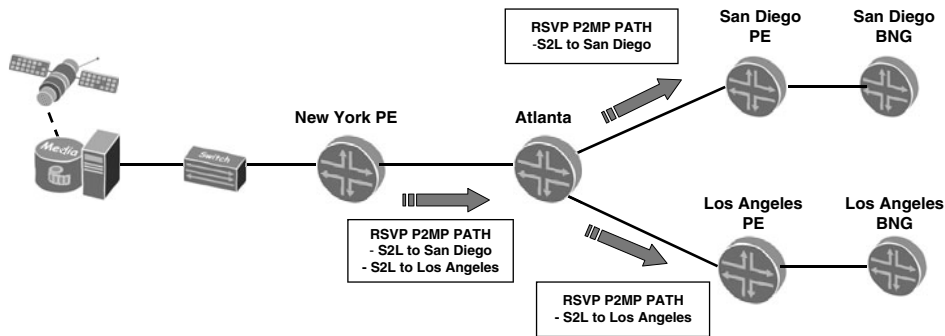 RSVP P2MP PATH
-S2L to San Diego
San Diego
PE
San Diego
BNG
New York PE
Atlanta
Media
Switch
RSVP P2MP PATH
- S2L to San Diego
- S2L to Los Angeles
Los Angeles
PE
Los Angeles
BNG
RSVP P2MP PATH
- S2L to Los Angeles